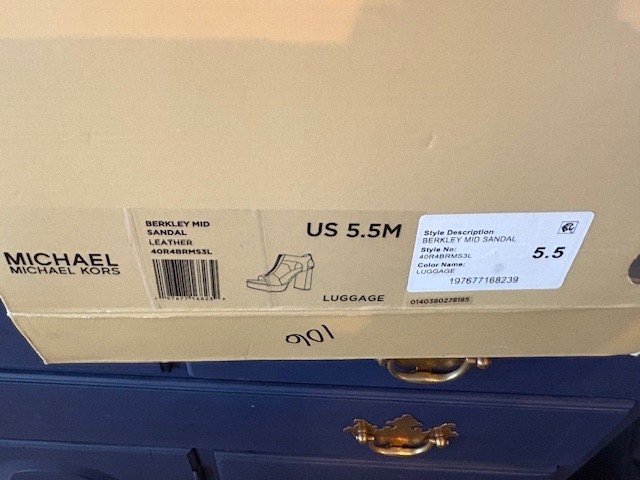 MICHAEL
MICHAEL KORS
BERKLEY MID
SANDAL
LEATHER
40R4BRMS3L
US 5.5M
LUGGAGE
Style Description
BERKLEY MID SANDAL
Style No:
40R4BRMS3L
Color Name:
LUGGAGE
5.5
197677168239
0140380278185
901